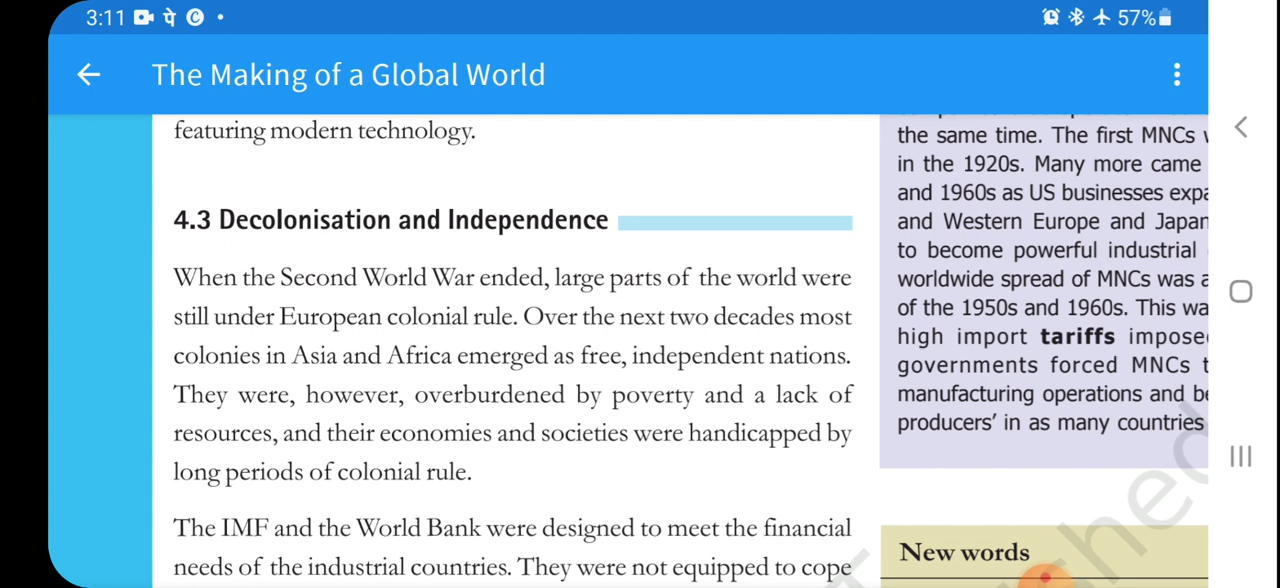 3:11 पे C
57%
The Making of a Global World
featuring modern technology.
4.3 Decolonisation and Independence
When the Second World War ended, large parts of the world were
still under European colonial rule. Over the next two decades most
colonies in Asia and Africa emerged as free, independent nations.
They were, however, overburdened by poverty and a lack of
resources, and their economies and societies were handicapped by
long periods of colonial rule.
The IMF and the World Bank were designed to meet the financial
needs of the industrial countries. They were not equipped to cope
the same time. The first MNCs
in the 1920s. Many more came
and 1960s as US businesses
and Western Europe and Japan
to become powerful industrial
worldwide spread of MNCs was
of the 1950s and 1960s. This
high import tariffs
governments forced MNCs
manufacturing operations and
producers' in as many countries
New words